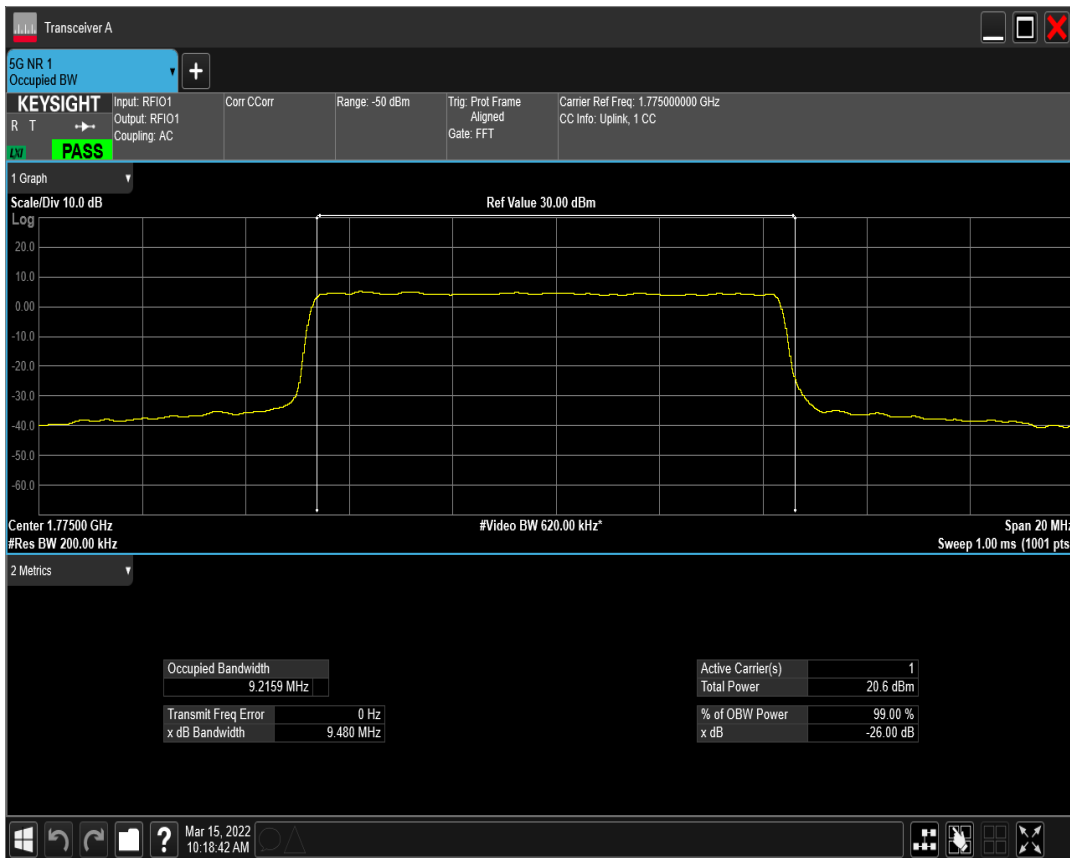 Transceiver A
5G NR 1
Occupied BW
+
KEYSIGHT
R T
LXI PASS
Input: RFIO1
Output: RFIO1
Coupling: AC
Corr CCorr
Range: -50 dBm
Trig: Prot Frame
Aligned
Gate: FFT
Carrier Ref Freq: 1.775000000 GHz
CC Info: Uplink, 1 CC
1 Graph
Scale/Div 10.0 dB
Ref Value 30.00 dBm
Log
20.0
10.0
0.00
-10.0
-20.0
-30.0
-40.0
-50.0
-60.0
Center 1.77500 GHz
#Video BW 620.00 kHz*
Span 20 MHz
#Res BW 200.00 kHz
Sweep 1.00 ms (1001 pts
2 Metrics
Occupied Bandwidth
9.2159 MHz
Transmit Freq Error 0 Hz
x dB Bandwidth 9.480 MHz
Active Carrier(s) 1
Total Power 20.6 dBm
% of OBW Power 99.00 %
x dB -26.00 dB
?
Mar 15, 2022
10:18:42 AM